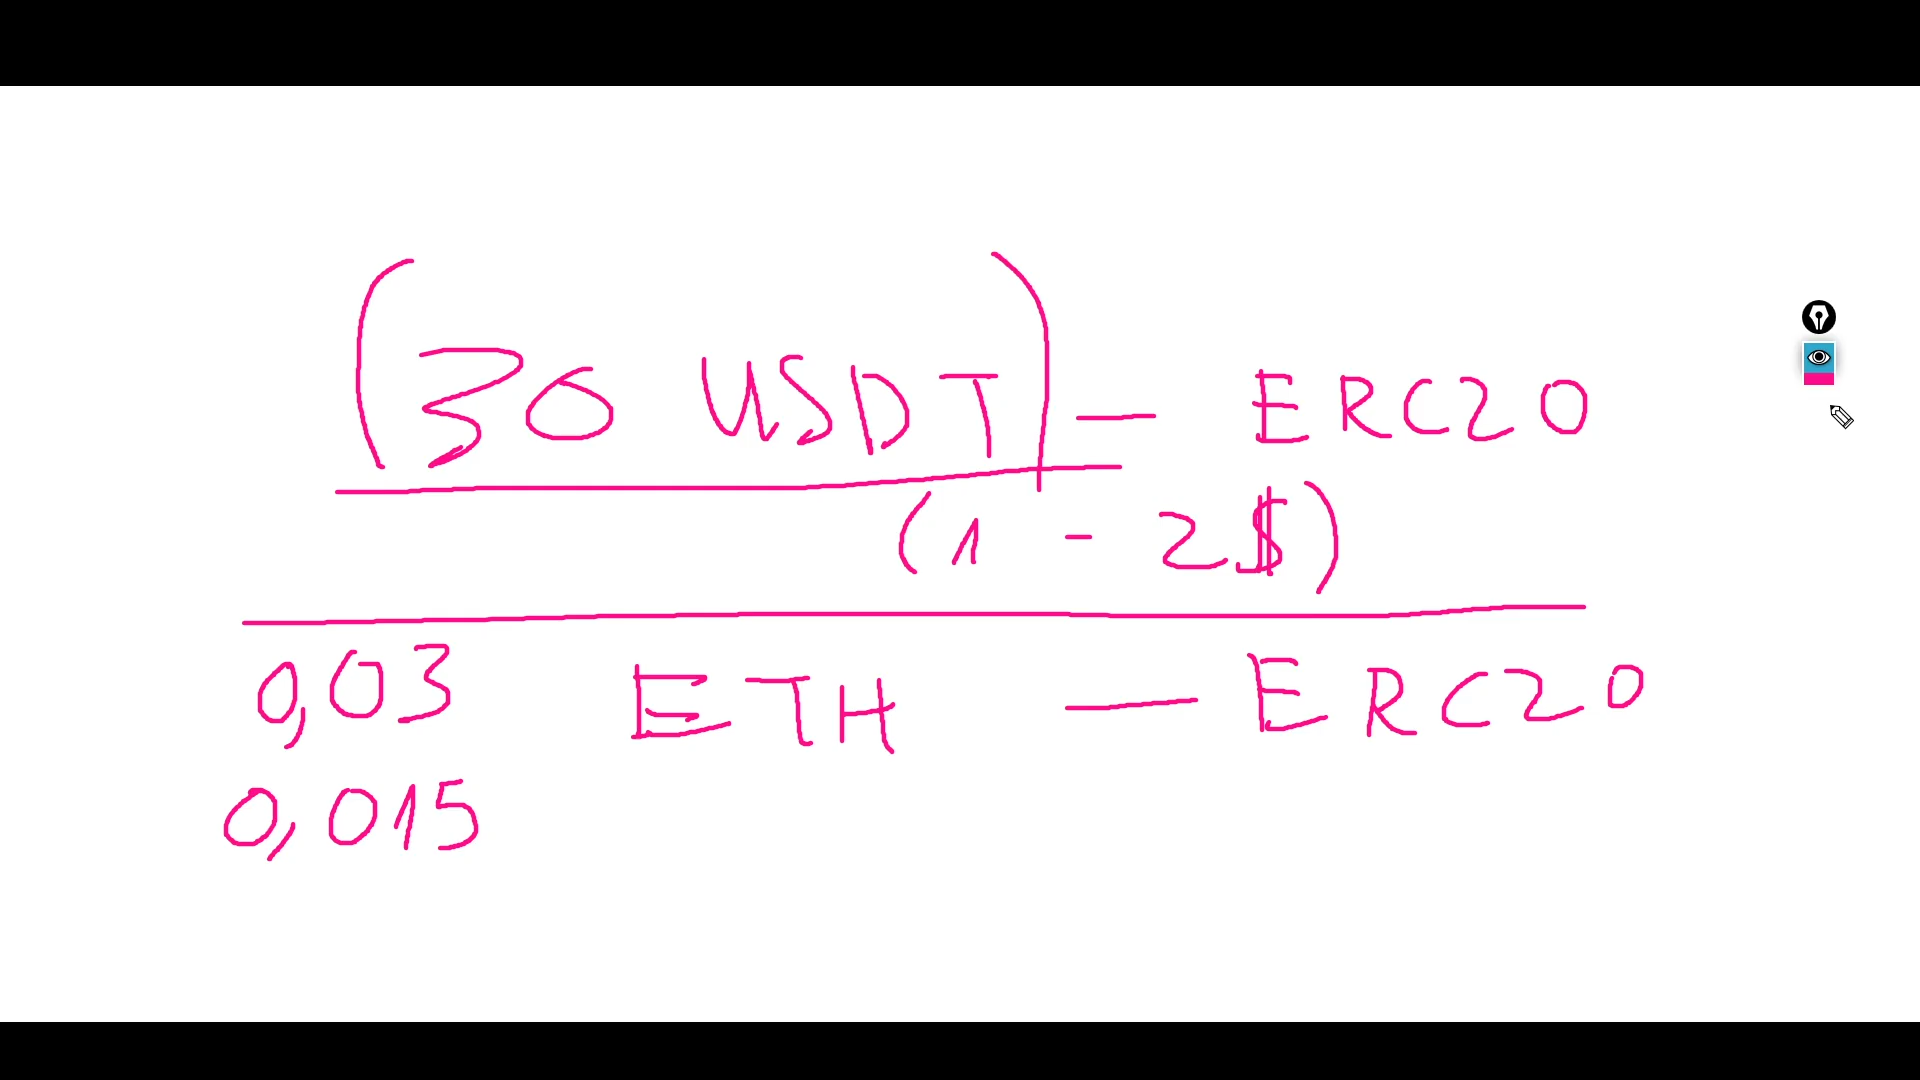 (30 USDT) - ERC20
(1 - 2$)
0,03 ETH - ERC20
0,015